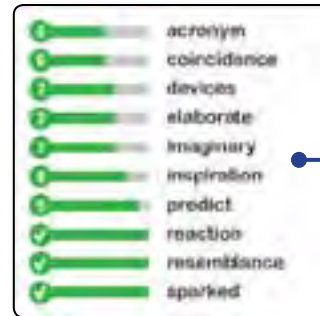 acronym
coincidence
devices
elaborate
imaginary
inspiration
predict
reaction
resemblance
sparked